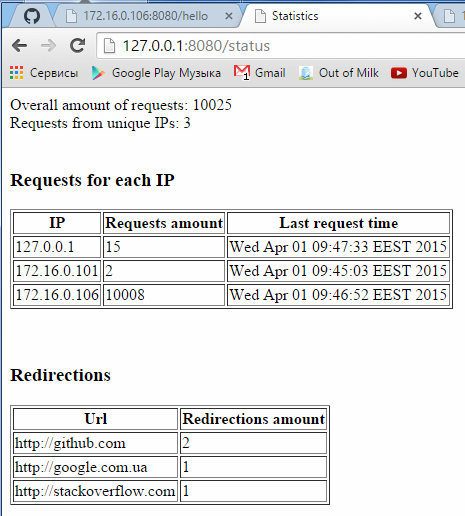 172.16.0.106:8080/hello
Statistics
127.0.0.1:8080/status
Сервисы
Google Play Музыка
1
Gmail
Out of Milk
YouTube
Overall amount of requests: 10025
Requests from unique IPs: 3
Requests for each IP
IP Requests amount Last request time
127.0.0.1 15 Wed Apr 01 09:47:33 EEST 2015
172.16.0.101 2 Wed Apr 01 09:45:03 EEST 2015
172.16.0.106 10008 Wed Apr 01 09:46:52 EEST 2015
Redirections
Url Redirections amount
http://github.com 2
http://google.com.ua 1
http://stackoverflow.com 1